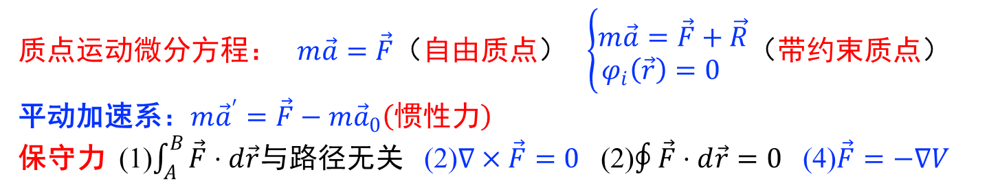 质点运动微分方程： $m\vec{a} = \vec{F}$（自由质点） $\begin{cases} m\vec{a} = \vec{F} + \vec{R} \\ \varphi_i(\vec{r}) = 0 \end{cases}$（带约束质点）
平动加速系：$m\vec{a}' = \vec{F} - m\vec{a}_0$(惯性力)
保守力 (1)$\int_A^B \vec{F} \cdot d\vec{r}$与路径无关 (2)$\nabla \times \vec{F} = 0$ (2)$\oint \vec{F} \cdot d\vec{r} = 0$ (4)$\vec{F} = -\nabla V$